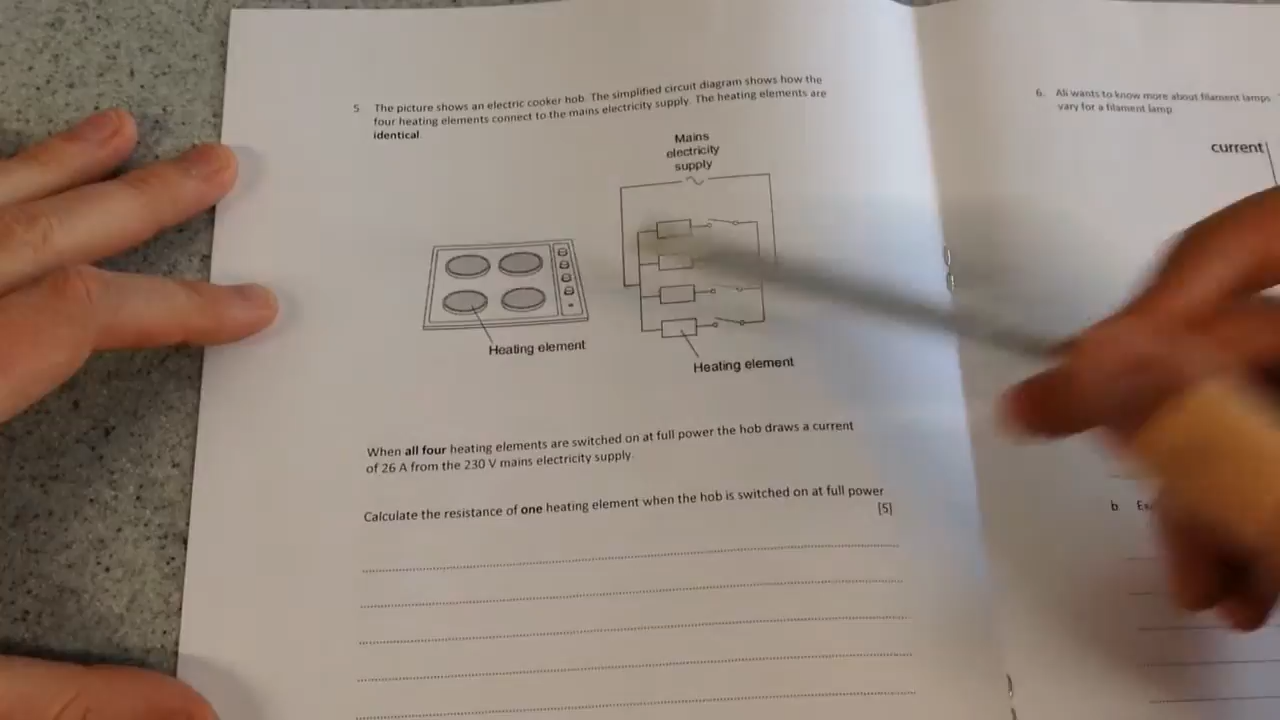 5 The picture shows an electric cooker hob. The simplified circuit diagram shows how the
four heating elements connect to the mains electricity supply. The heating elements are
identical.
Mains
electricity
supply
Heating element
Heating element
When all four heating elements are switched on at full power the hob draws a current
of 26 A from the 230 V mains electricity supply.
Calculate the resistance of one heating element when the hob is switched on at full power
[5]
6. Ali wants to know more about filament lamps
vary for a filament lamp
current
b